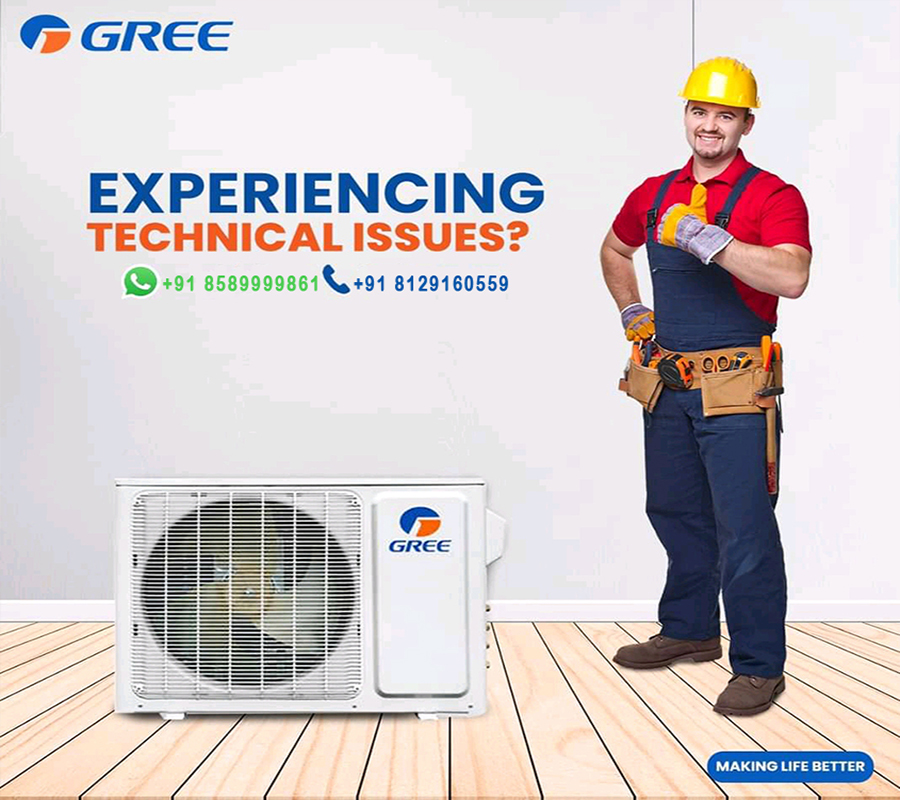 GREE
EXPERIENCING
TECHNICAL ISSUES?
+91 8589999861 +91 8129160559
GREE
MAKING LIFE BETTER